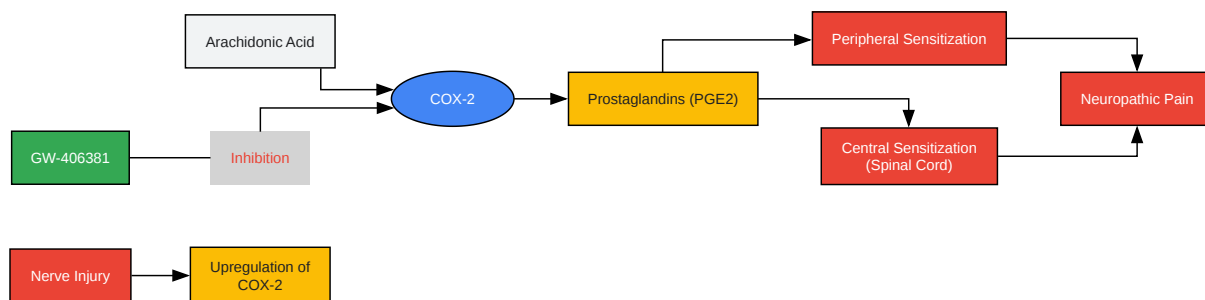 Arachidonic Acid
Peripheral Sensitization
COX-2
Prostaglandins (PGE2)
Neuropathic Pain
GW-406381
Inhibition
Central Sensitization
(Spinal Cord)
Nerve Injury
Upregulation of
COX-2